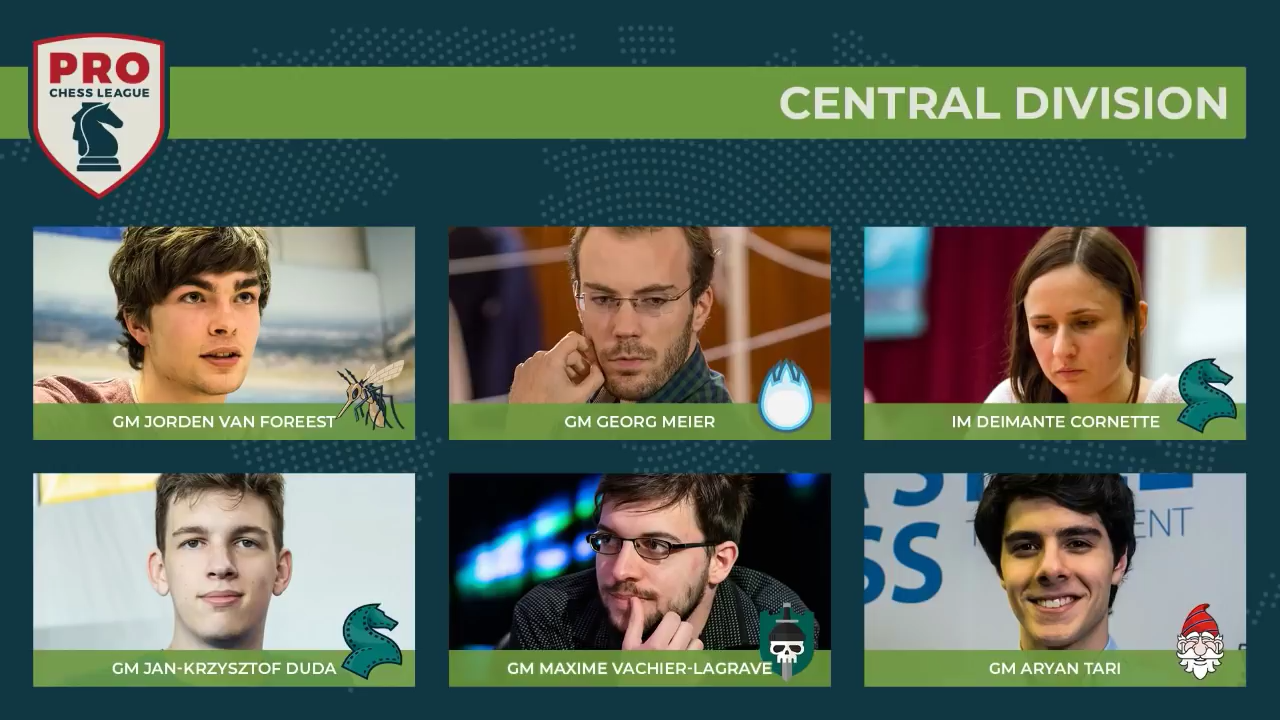 PRO
CHESS LEAGUE
CENTRAL DIVISION
GM JORDEN VAN FOREEST
GM GEORG MEIER
IM DEIMANTE CORNETTE
GM JAN-KRZYSZTOF DUDA
GM MAXIME VACHIER-LAGRAVE
GM ARYAN TARI